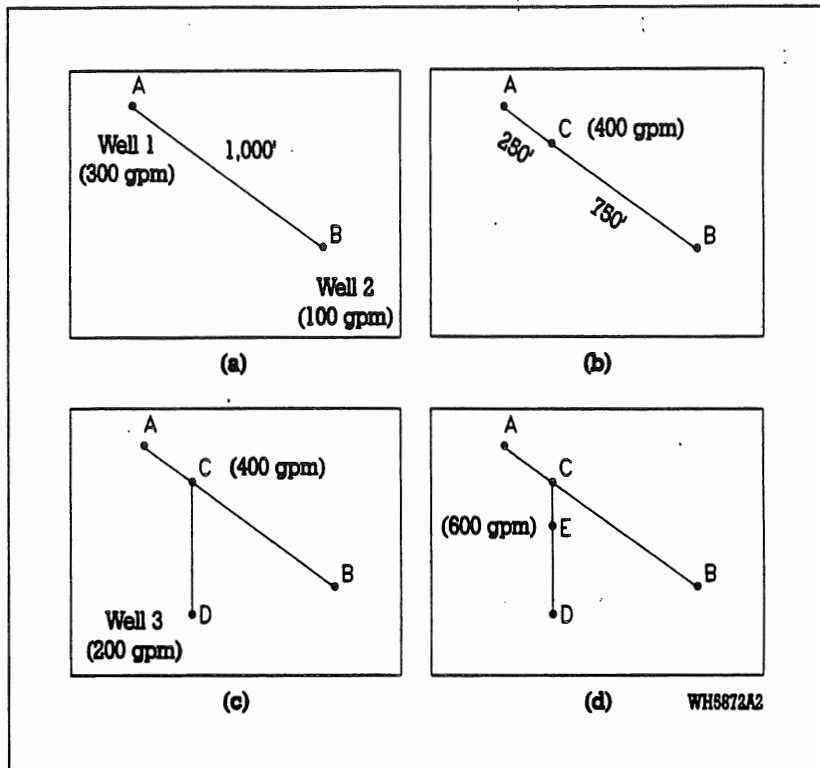 A
Well 1
(300 gpm)
1,000'
B
Well 2
(100 gpm)
(a)
A
C (400 gpm)
250'
750'
B
(b)
A
C (400 gpm)
B
Well 3
(200 gpm)
D
(c)
A
C
(600 gpm) E
B
D
(d)
WH5872A2